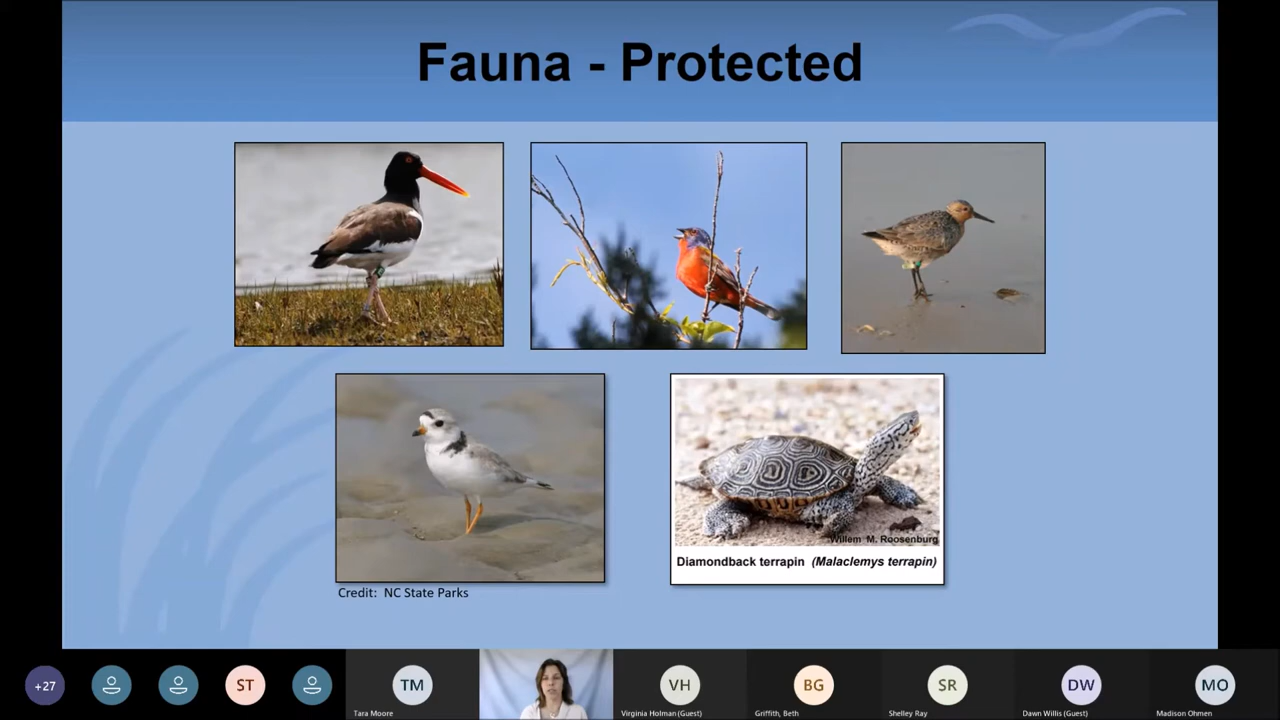 Fauna - Protected
Willem M. Roosenburg
Diamondback terrapin (Malaclemys terrapin)
Credit: NC State Parks
+27
ST
TM
VH
BG
SR
DW
MO
Tara Moore
Virginia Holman (Guest)
Griffith, Beth
Shelley Ray
Dawn Willis (Guest)
Madison Ohmen